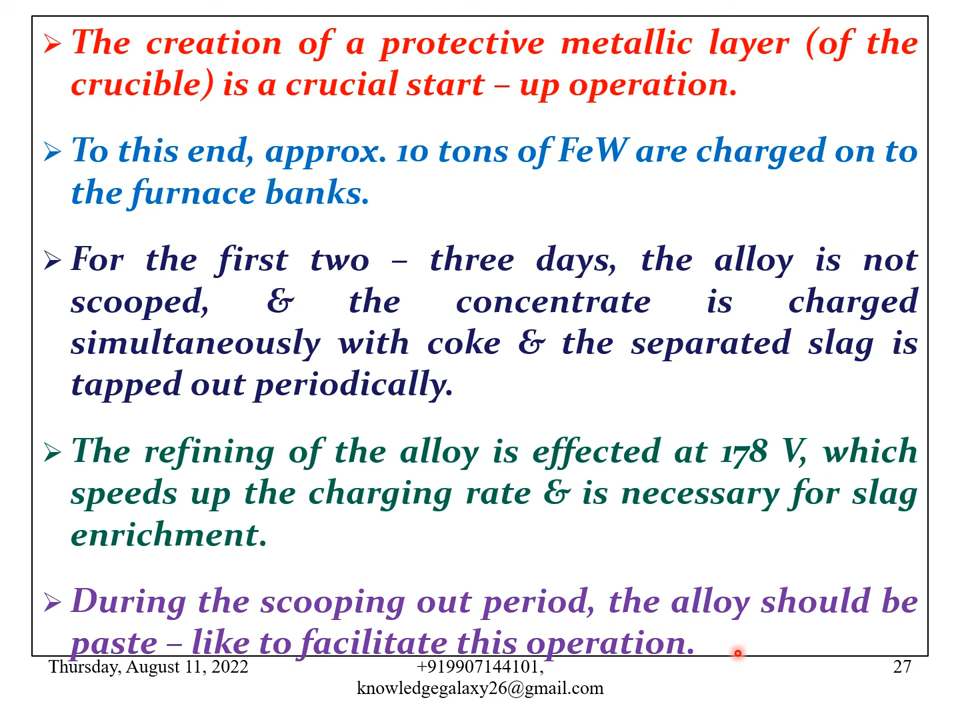 The creation of a protective metallic layer (of the
crucible) is a crucial start – up operation.
To this end, approx. 10 tons of FeW are charged on to
the furnace banks.
For the first two – three days, the alloy is not
scooped, & the concentrate is charged
simultaneously with coke & the separated slag is
tapped out periodically.
The refining of the alloy is effected at 178 V, which
speeds up the charging rate & is necessary for slag
enrichment.
During the scooping out period, the alloy should be
paste – like to facilitate this operation.
Thursday, August 11, 2022
+919907144101,
knowledgegalaxy26@gmail.com
27